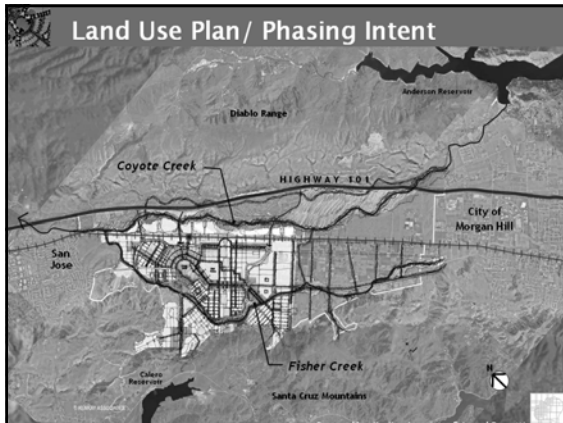 Land Use Plan/ Phasing Intent
Anderson Reservoir
Diablo Range
Coyote Creek
HIGHWAY 101
City of
Morgan Hill
San
Jose
Fisher Creek
Calero
Reservoir
N
Santa Cruz Mountains